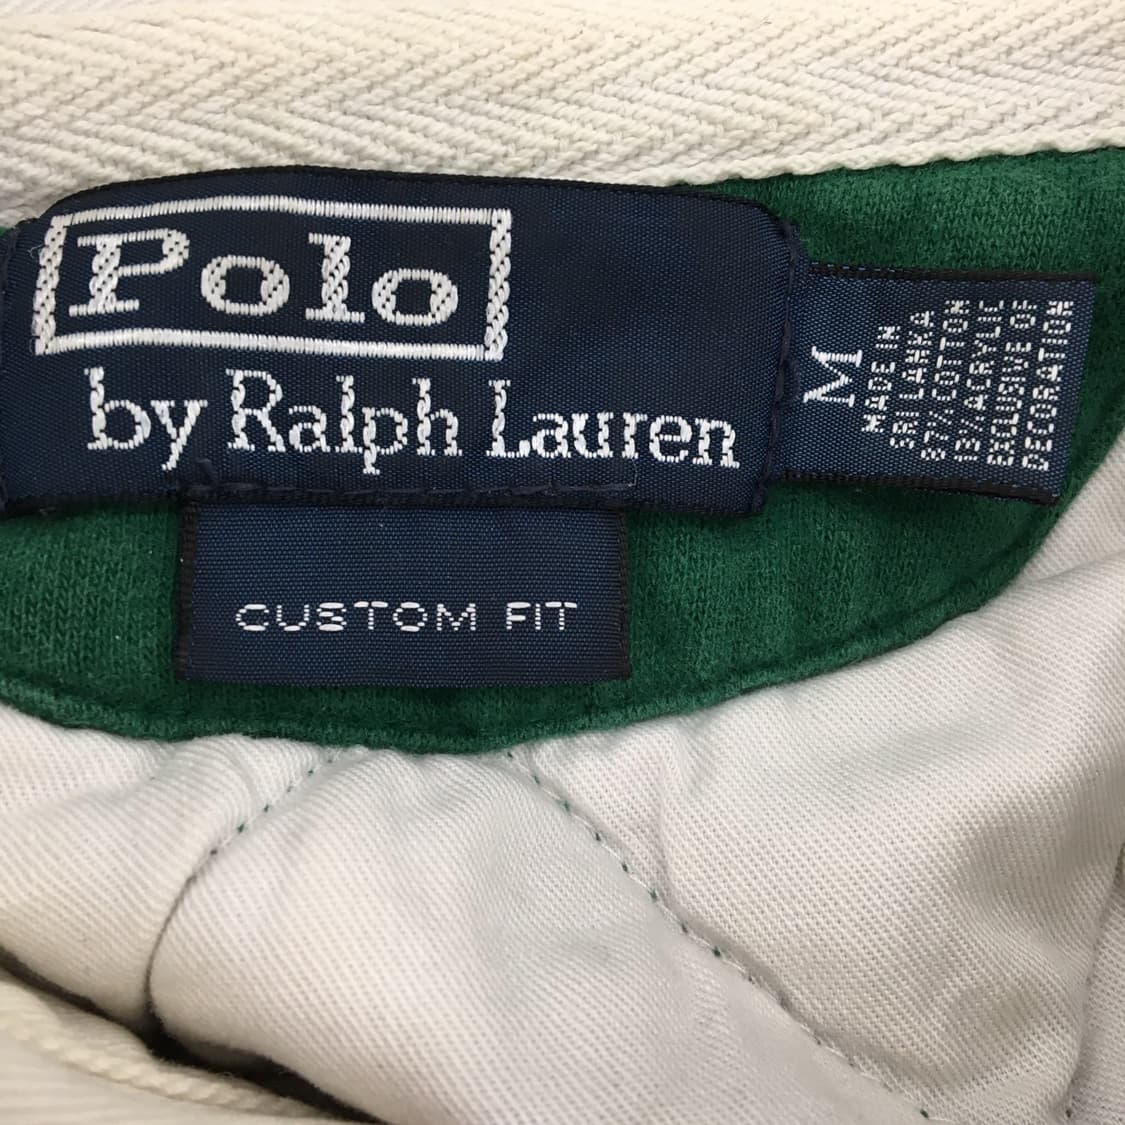 Polo
by Ralph Lauren
CUSTOM FIT
M
MADE IN
SRI LANKA
87% COTTON
13% ACRYLIC
EXCLUSIVE OF
DECORATION